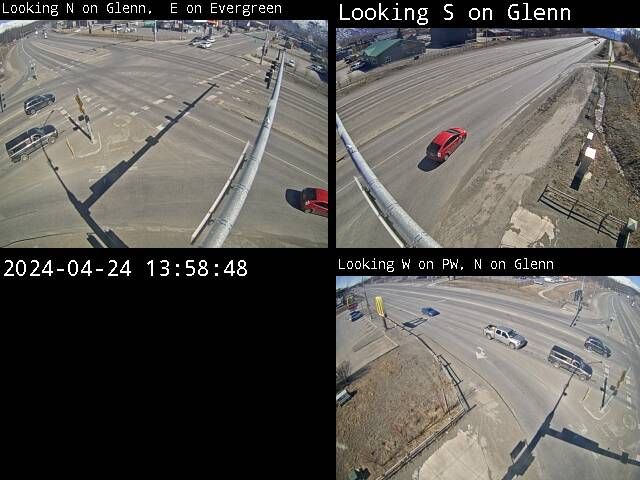 Looking N on Glenn,  E on Evergreen
Looking S on Glenn
2024-04-24 13:58:48
Looking W on PW, N on Glenn